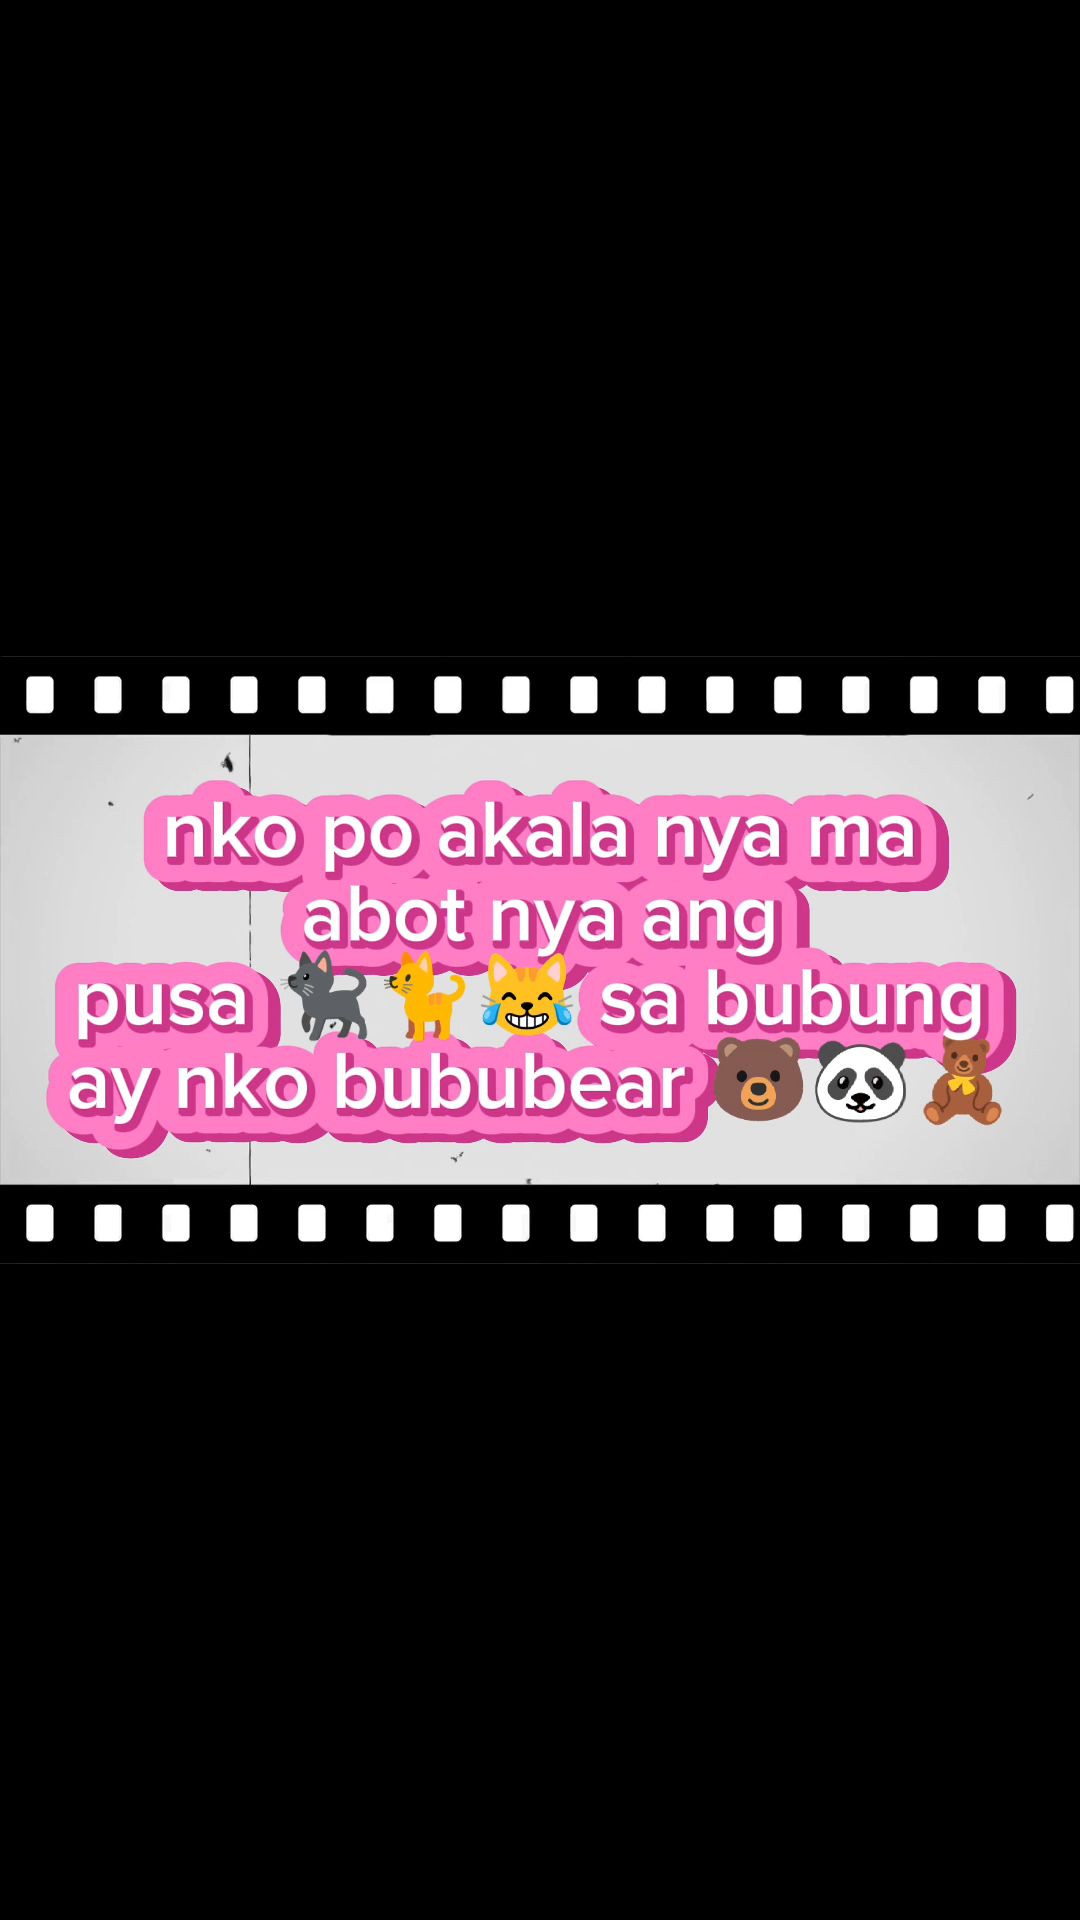 nko po akala nya ma
abot nya ang
pusa 🐈‍⬛🐈😹 sa bubung
ay nko bububear🐻🐼🧸